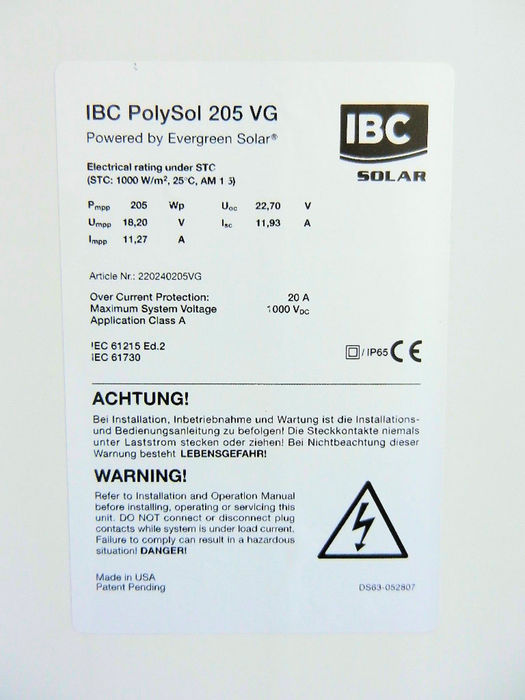 IBC PolySol 205 VG
Powered by Evergreen Solar®
IBC
SOLAR
Electrical rating under STC
(STC: 1000 W/m², 25°C, AM 1.5)
Pmpp 205 Wp Uoc 22,70 V
Umpp 18,20 V Isc 11,93 A
Impp 11,27 A
Article Nr.: 220240205VG
Over Current Protection: 20 A
Maximum System Voltage 1000 VDC
Application Class A
IEC 61215 Ed.2
IEC 61730
/ IP65 CE
ACHTUNG!
Bei Installation, Inbetriebnahme und Wartung ist die Installations-
und Bedienungsanleitung zu befolgen! Die Steckkontakte niemals
unter Laststrom stecken oder ziehen! Bei Nichtbeachtung dieser
Warnung besteht LEBENSGEFAHR!
WARNING!
Refer to Installation and Operation Manual
before installing, operating or servicing this
unit. DO NOT connect or disconnect plug
contacts while system is under load current.
Failure to comply can result in a hazardous
situation! DANGER!
Made in USA
Patent Pending
DS63-052807